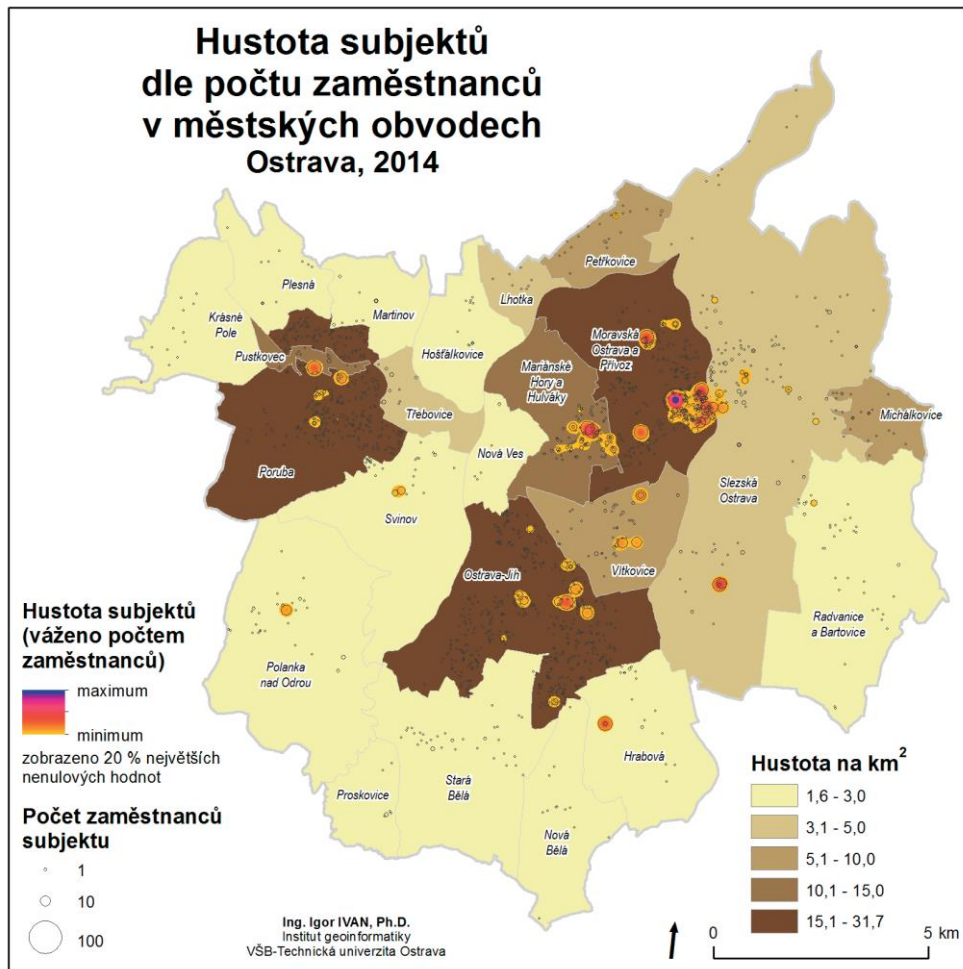 Hustota subjektů
dle počtu zaměstnanců
v městských obvodech
Ostrava, 2014
Petřkovice
Plesná
Lhotka
Martinov
Krásné
Pole
Moravská
Ostrava a
Přívoz
Hošťálkovice
Pustkovec
Mariánské
Hory a
Hulváky
Třebovice
Michálkovice
Nová Ves
Poruba
Slezská
Ostrava
Svinov
Vítkovice
Ostrava-Jih
Radvanice
a Bartovice
Polanka
nad Odrou
Hrabová
Stará
Bělá
Proskovice
Nová
Bělá
Hustota subjektů
(váženo počtem
zaměstnanců)
maximum
minimum
zobrazeno 20 % největších
nenulových hodnot
Počet zaměstnanců
subjektu
1
10
100
Ing. Igor IVAN, Ph.D.
Institut geoinformatiky
VŠB-Technická univerzita Ostrava
Hustota na km²
1,6 - 3,0
3,1 - 5,0
5,1 - 10,0
10,1 - 15,0
15,1 - 31,7
0 5 km